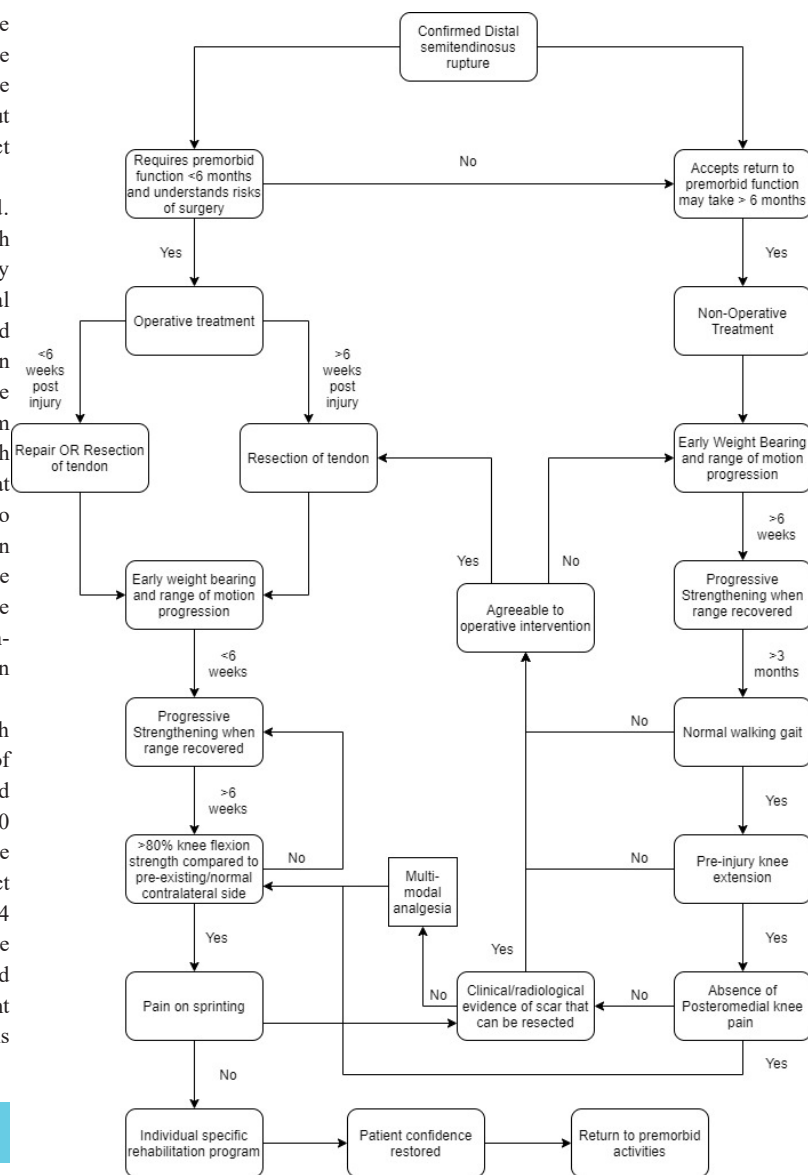 Confirmed Distal
semitendinosus
rupture
Requires premorbid
function <6 months
and understands risks
of surgery
No
Accepts return to
premorbid function
may take > 6 months
Yes
Yes
Operative treatment
Non-Operative
Treatment
<6
weeks
post
injury
>6
weeks
post
injury
Repair OR Resection
of tendon
Resection of tendon
Early Weight Bearing
and range of motion
progression
>6
weeks
Yes
No
Early weight bearing
and range of motion
progression
Agreeable to
operative intervention
Progressive
Strengthening when
range recovered
<6
weeks
>3
months
Progressive
Strengthening when
range recovered
No
Normal walking gait
>6
weeks
Yes
>80% knee flexion
strength compared to
pre-existing/normal
contralateral side
No
Multi-
modal
analgesia
No
Pre-injury knee
extension
Yes
Yes
Yes
Pain on sprinting
No
Clinical/radiological
evidence of scar that
can be resected
No
Absence of
Posteromedial knee
pain
Yes
No
Individual specific
rehabilitation program
Patient confidence
restored
Return to premorbid
activities